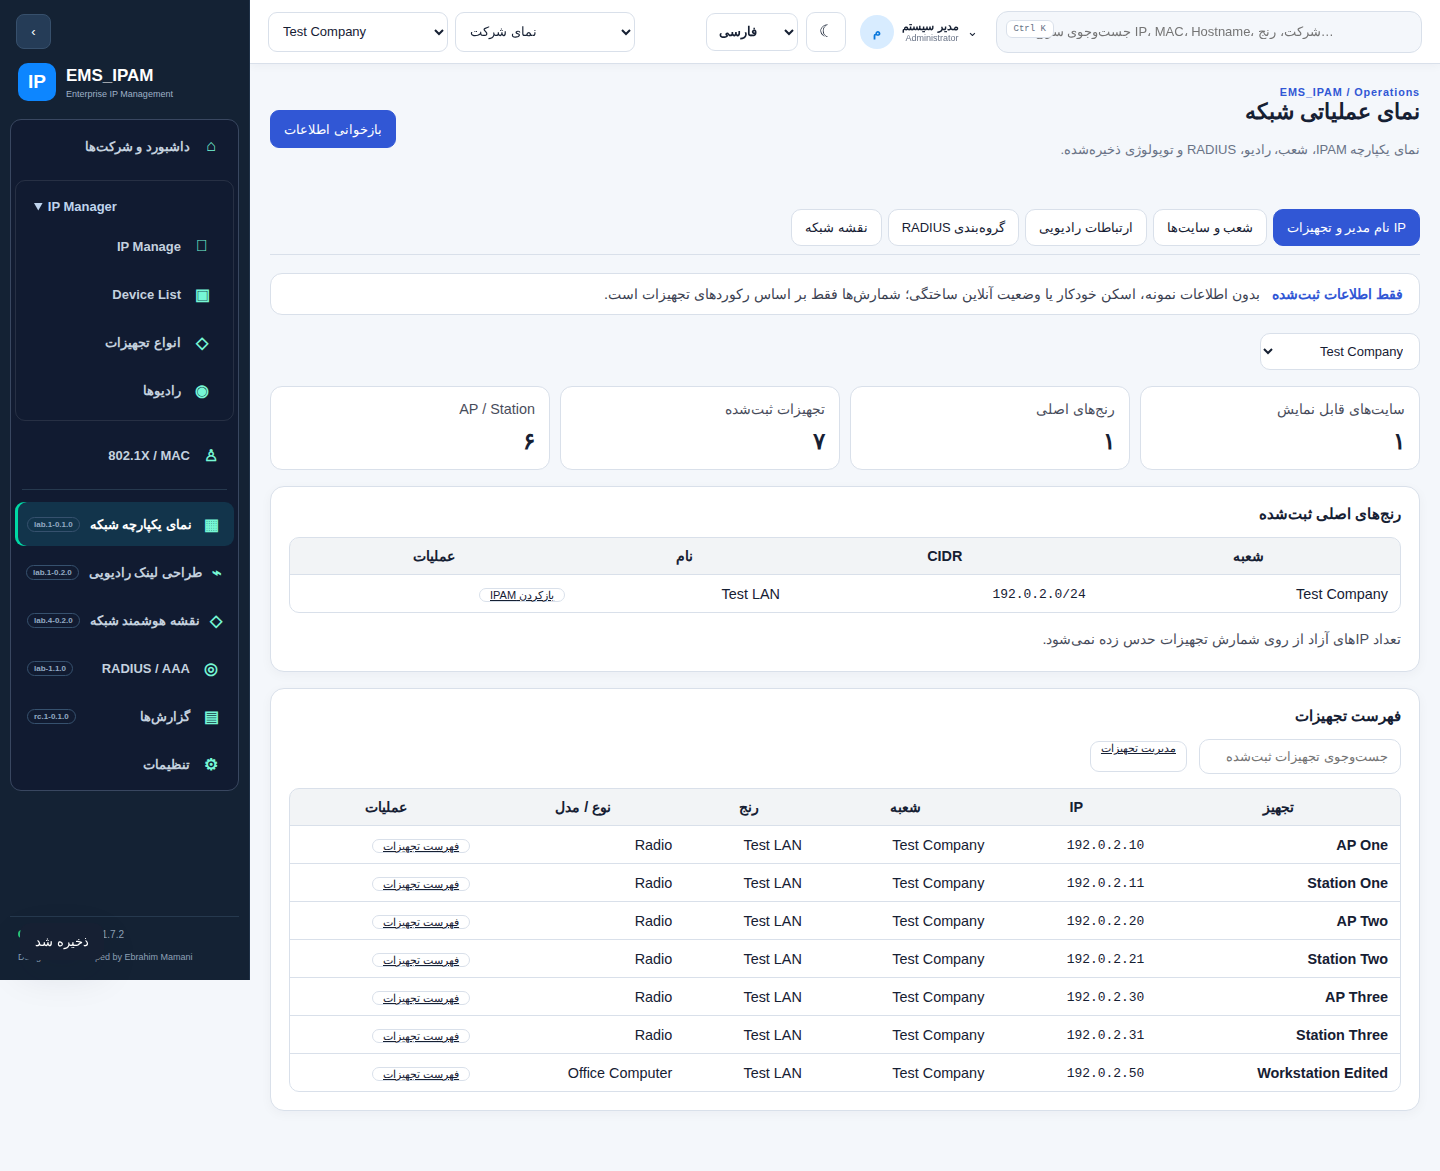 ‹
IP
EMS_IPAM
Enterprise IP Management
داشبورد و شرکت‌ها
IP Manager
IP Manage
Device List
انواع تجهیزات
رادیوها
802.1X / MAC
نمای یکپارچه شبکه
lab.1-0.1.0
طراحی لینک رادیویی
lab.1-0.2.0
نقشه هوشمند شبکه
lab.4-0.2.0
RADIUS / AAA
lab-1.1.0
گزارش‌ها
rc.1-0.1.0
تنظیمات
1.7.2
ذخیره شد
by Ebrahim Mamani
شرکت، رنج، IP، MAC، Hostname جست‌وجوی…
Ctrl K
مدیر سیستم
Administrator
م
فارسی
نمای شرکت
Test Company
EMS_IPAM / Operations
نمای عملیاتی شبکه
نمای یکپارچه IPAM، شعب، رادیو، RADIUS و توپولوژی ذخیره‌شده.
بازخوانی اطلاعات
IP نام مدیر و تجهیزات
شعب و سایت‌ها
ارتباطات رادیویی
گروه‌بندی RADIUS
نقشه شبکه
فقط اطلاعات ثبت‌شده بدون اطلاعات نمونه، اسکن خودکار یا وضعیت آنلاین ساختگی؛ شمارش‌ها فقط بر اساس رکوردهای تجهیزات است.
Test Company
سایت‌های قابل نمایش
۱
رنج‌های اصلی
۱
تجهیزات ثبت‌شده
۷
AP / Station
۶
رنج‌های اصلی ثبت‌شده
شعبه CIDR نام عملیات
Test Company 192.0.2.0/24 Test LAN بازکردن IPAM
تعداد IPهای آزاد از روی شمارش تجهیزات حدس زده نمی‌شود.
فهرست تجهیزات
جست‌وجوی تجهیزات ثبت‌شده
مدیریت تجهیزات
تجهیز IP شعبه رنج نوع / مدل عملیات
AP One 192.0.2.10 Test Company Test LAN Radio فهرست تجهیزات
Station One 192.0.2.11 Test Company Test LAN Radio فهرست تجهیزات
AP Two 192.0.2.20 Test Company Test LAN Radio فهرست تجهیزات
Station Two 192.0.2.21 Test Company Test LAN Radio فهرست تجهیزات
AP Three 192.0.2.30 Test Company Test LAN Radio فهرست تجهیزات
Station Three 192.0.2.31 Test Company Test LAN Radio فهرست تجهیزات
Workstation Edited 192.0.2.50 Test Company Test LAN Office Computer فهرست تجهیزات